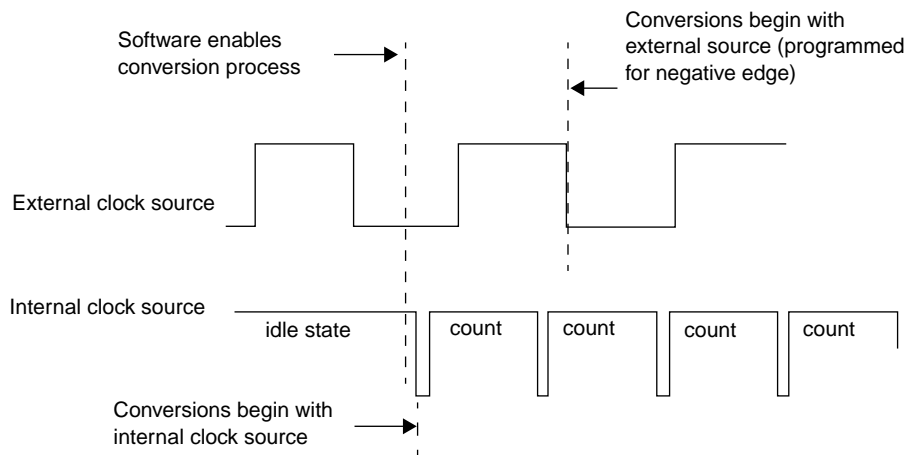 Software enables
conversion process
Conversions begin with
external source (programmed
for negative edge)
External clock source
Internal clock source
idle state
count
count
count
count
Conversions begin with
internal clock source